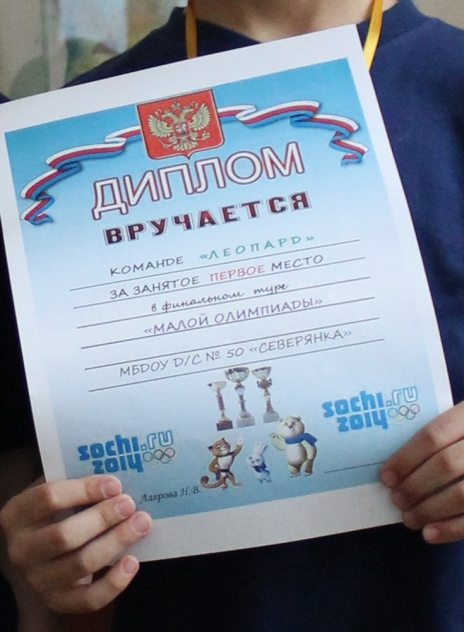 ДИПЛОМ
ВРУЧАЕТСЯ
КОМАНДЕ «ЛЕОПАРД»
ЗА ЗАНЯТОЕ ПЕРВОЕ МЕСТО
в финальном туре
«МАЛОЙ ОЛИМПИАДЫ»
МБДОУ Д/С № 50 «СЕВЕРЯНКА»
sochi.ru
2014
sochi.ru
2014
Лаврова Н.В.